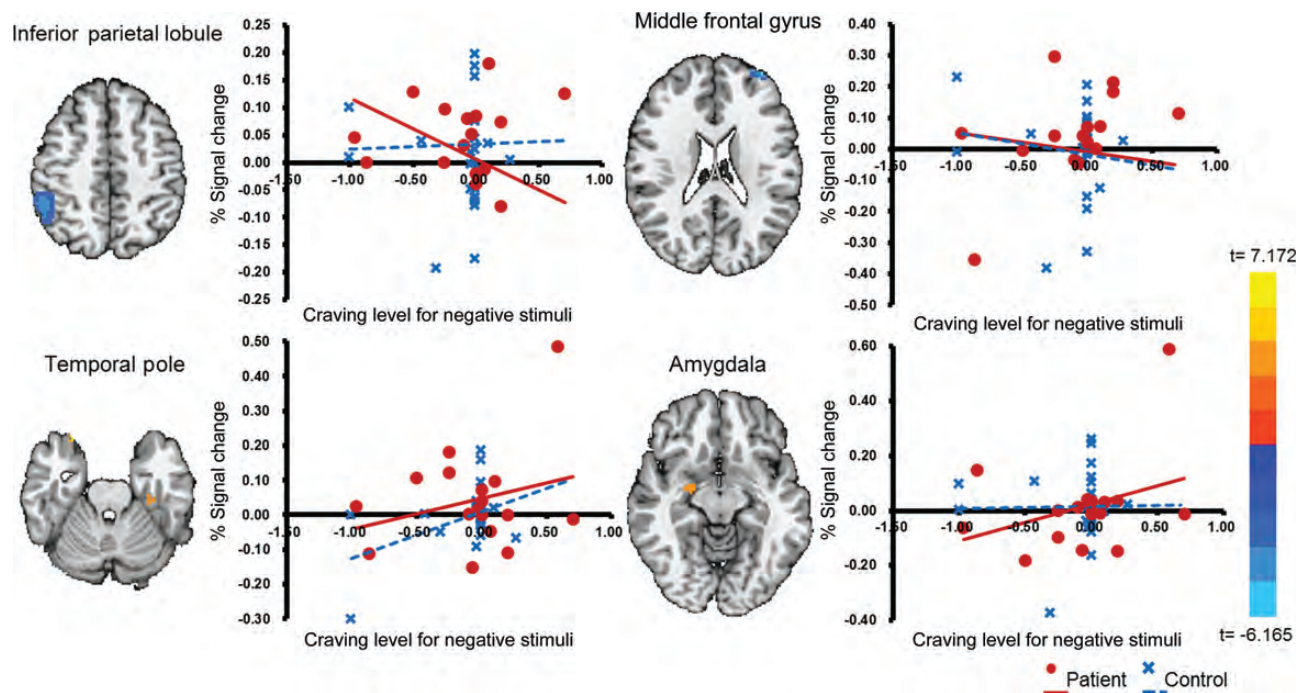 Inferior parietal lobule
% Signal change
0.25
0.20
0.15
0.10
0.05
0.00
-0.05
-0.10
-0.15
-0.20
-0.25
-1.50 -1.00 -0.50 0.00 0.50 1.00
Craving level for negative stimuli
Middle frontal gyrus
% Signal change
0.40
0.30
0.20
0.10
0.00
-0.10
-0.20
-0.30
-0.40
-0.50
-1.50 -1.00 -0.50 0.00 0.50 1.00
Craving level for negative stimuli
Temporal pole
% Signal change
0.50
0.40
0.30
0.20
0.10
0.00
-0.10
-0.20
-0.30
-1.50 -1.00 -0.50 0.00 0.50 1.00
Craving level for negative stimuli
Amygdala
% Signal change
0.60
0.40
0.20
0.00
-0.20
-0.40
-1.50 -1.00 -0.50 0.00 0.50 1.00
Craving level for negative stimuli
t= 7.172
t= -6.165
Patient Control